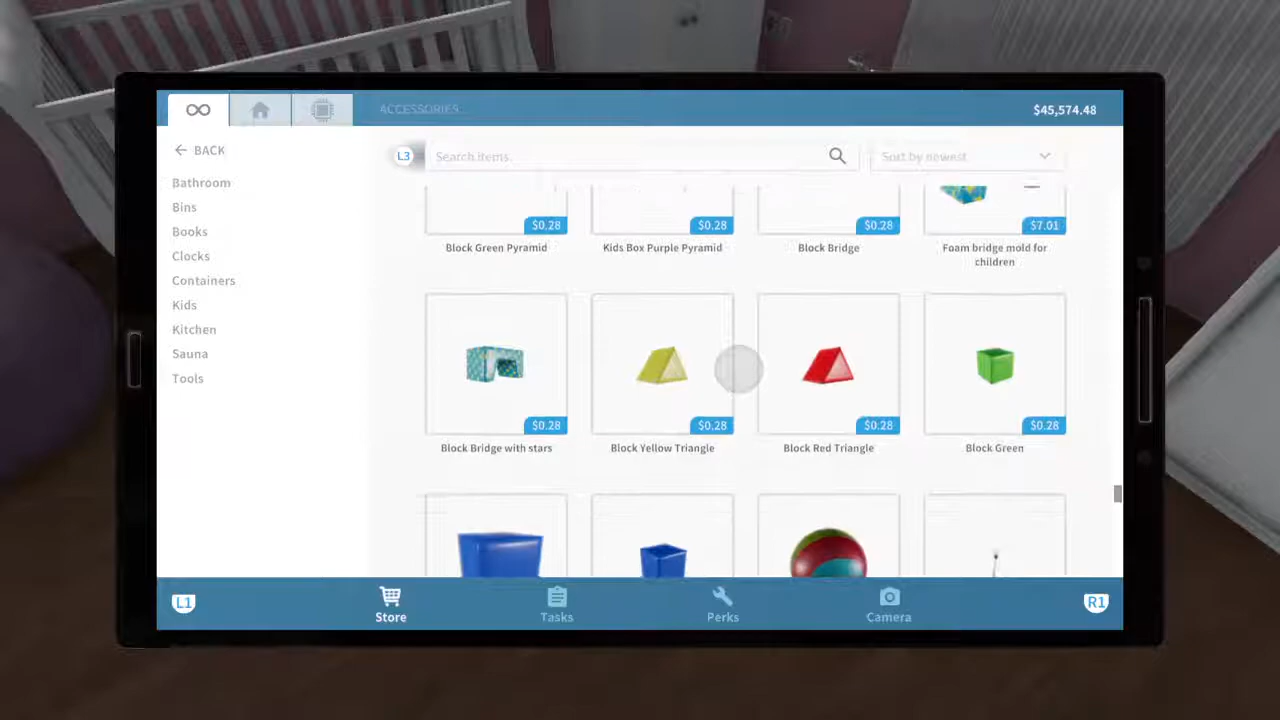 ACCESSORIES
$45,574.48
BACK
L3
Search items.
Sort by newest
Bathroom
Bins
Books
Clocks
Containers
Kids
Kitchen
Sauna
Tools
$0.28
$0.28
$0.28
$7.01
Block Green Pyramid
Kids Box Purple Pyramid
Block Bridge
Foam bridge mold for
children
$0.28
$0.28
$0.28
$0.28
Block Bridge with stars
Block Yellow Triangle
Block Red Triangle
Block Green
L1
Store
Tasks
Perks
Camera
R1